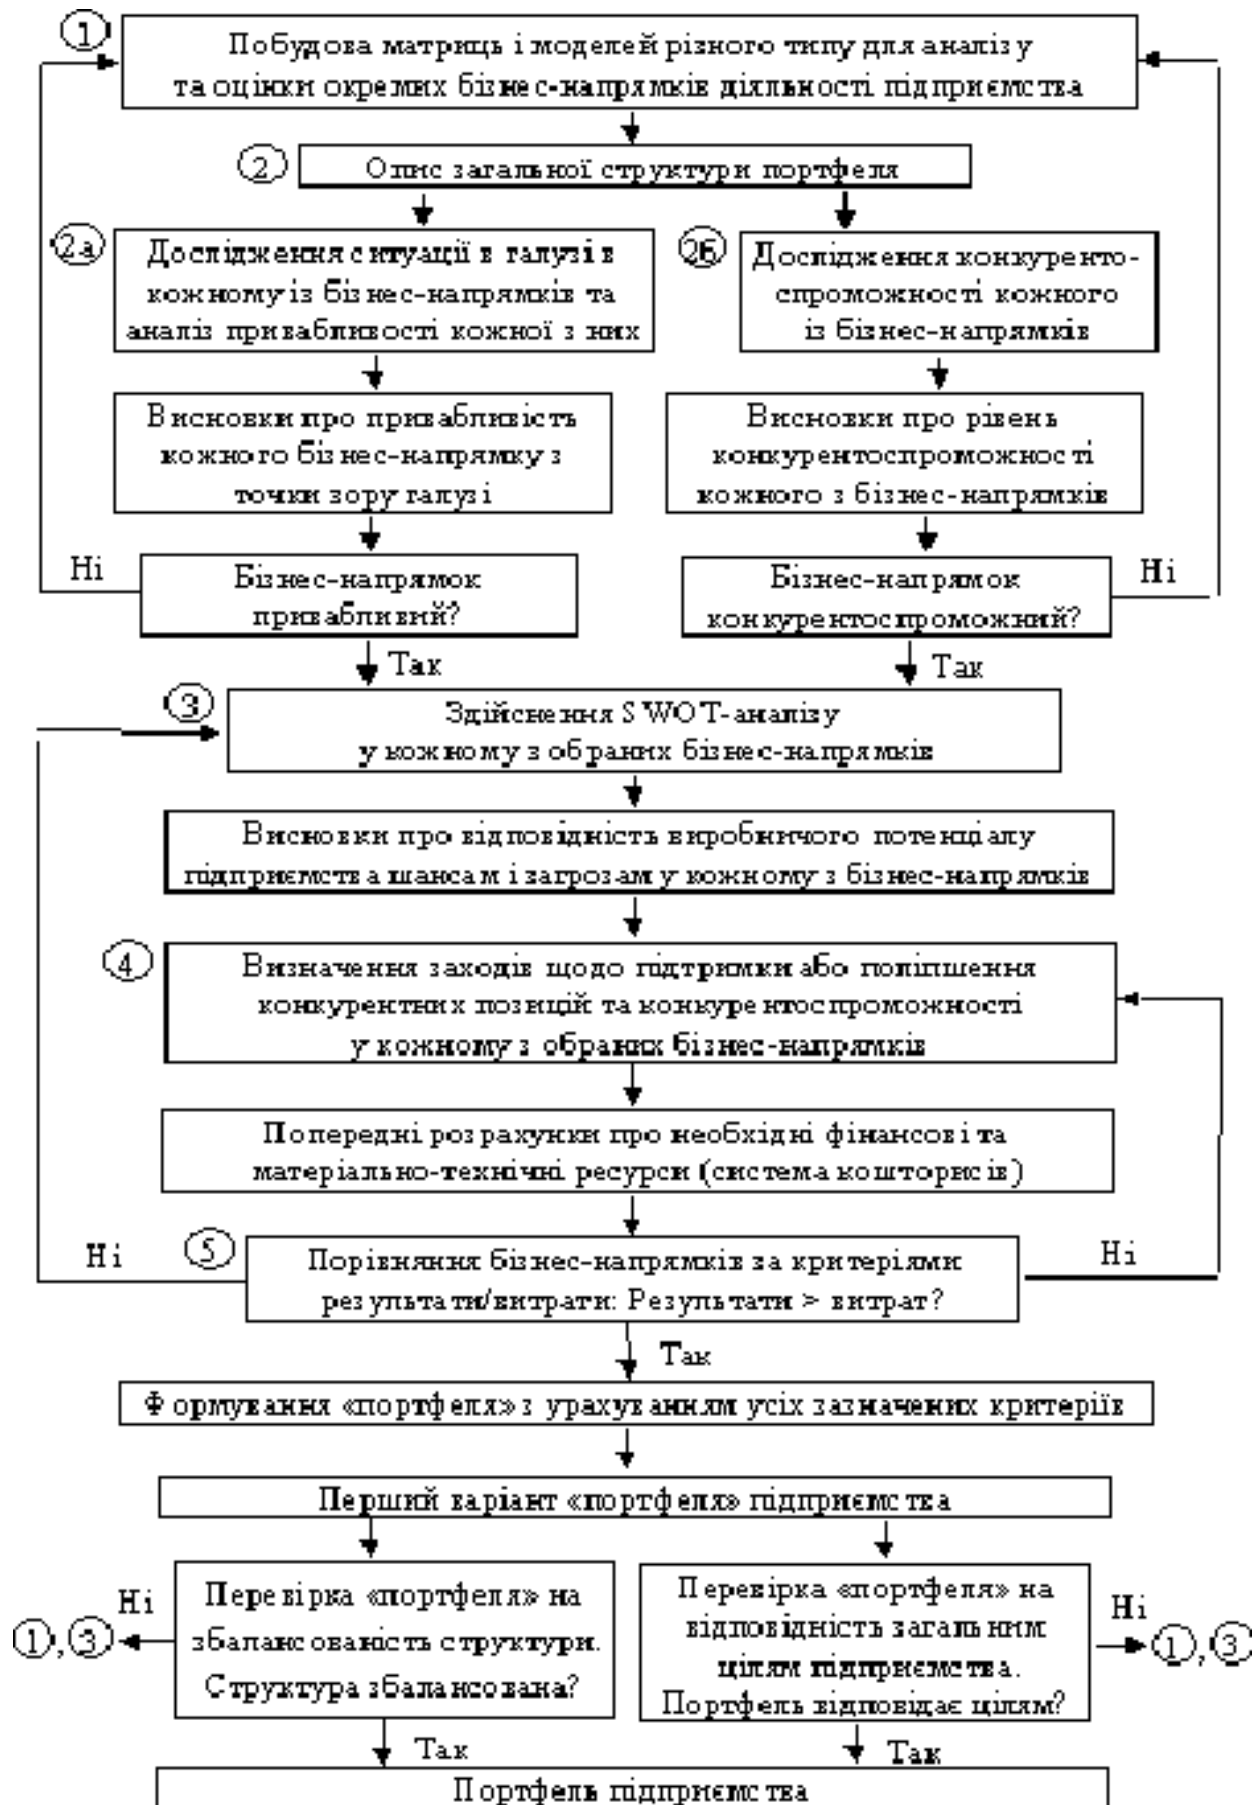 1
Побудова матриць і моделей різного типу для аналізу
та оцінки окремих бізнес-напрямків діяльності підприємства
2
Опис загальної структури портфеля
2а
Дослідження ситуації в галузі в
кожному із бізнес-напрямків та
аналіз привабливості кожної з них
2б
Дослідження конкуренто-
спроможності кожного
із бізнес-напрямків
Висновки про привабливість
кожного бізнес-напрямку з
точки зору галузі
Висновки про рівень
конкурентоспроможності
кожного з бізнес-напрямків
Ні
Бізнес-напрямок
привабливий?
Бізнес-напрямок
конкурентоспроможний?
Ні
Так
Так
3
Здійснення SWOT-аналізу
у кожному з обраних бізнес-напрямків
Висновки про відповідність виробничого потенціалу
підприємства шансам і загрозам у кожному з бізнес-напрямків
4
Визначення заходів щодо підтримки або поліпшення
конкурентних позицій та конкурентоспроможності
у кожному з обраних бізнес-напрямків
Попередні розрахунки про необхідні фінансові та
матеріально-технічні ресурси (система кошторисів)
Ні
5
Порівняння бізнес-напрямків за критеріями
результати/витрати: Результати > витрат?
Ні
Так
Формування «портфеля» з урахуванням усіх зазначених критеріїв
Перший варіант «портфеля» підприємства
Ні
1, 3
Перевірка «портфеля» на
збалансованість структури.
Структура збалансована?
Перевірка «портфеля» на
відповідність загальним
цілям підприємства.
Портфель відповідає цілям?
Ні
1, 3
Так
Так
Портфель підприємства